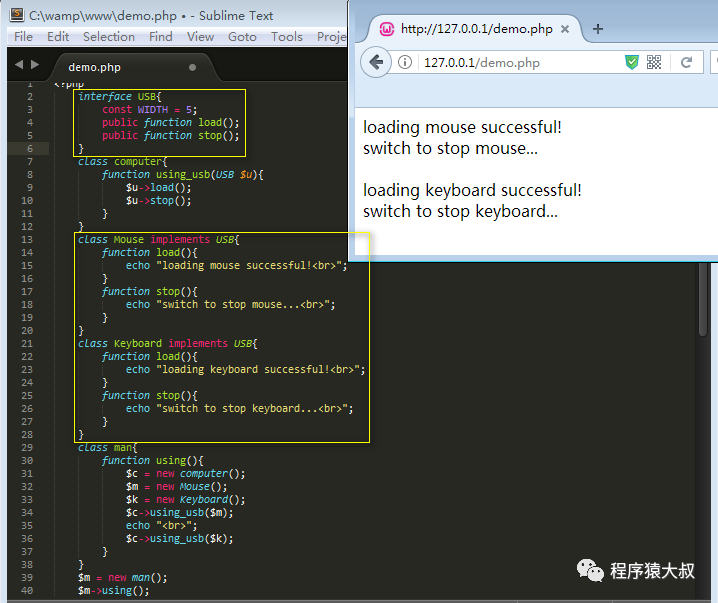 C:\wamp\www\demo.php • - Sublime Text
File Edit Selection Find View Goto Tools Proje
demo.php
1 <?php
2 interface USB{
3 const WIDTH = 5;
4 public function load();
5 public function stop();
6 }
7 class computer{
8 function using_usb(USB $u){
9 $u->load();
10 $u->stop();
11 }
12 }
13 class Mouse implements USB{
14 function load(){
15 echo "loading mouse successful!<br>";
16 }
17 function stop(){
18 echo "switch to stop mouse...<br>";
19 }
20 }
21 class Keyboard implements USB{
22 function load(){
23 echo "loading keyboard successful!<br>";
24 }
25 function stop(){
26 echo "switch to stop keyboard...<br>";
27 }
28 }
29 class man{
30 function using(){
31 $c = new computer();
32 $m = new Mouse();
33 $k = new Keyboard();
34 $c->using_usb($m);
35 echo "<br>";
36 $c->using_usb($k);
37 }
38 }
39 $m = new man();
40 $m->using();
http://127.0.0.1/demo.php
127.0.0.1/demo.php
loading mouse successful!
switch to stop mouse...
loading keyboard successful!
switch to stop keyboard...
程序猿大叔